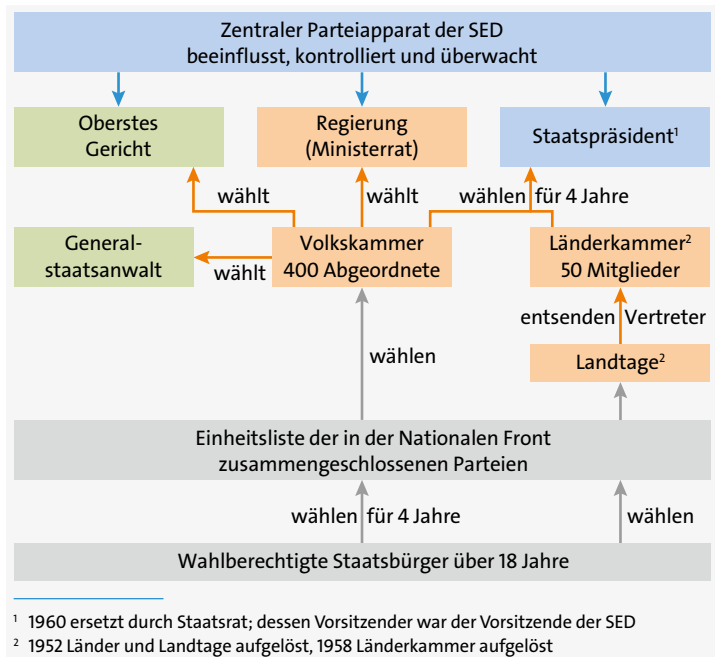 Zentraler Parteiapparat der SED
beeinflusst, kontrolliert und überwacht
Oberstes
Gericht
Regierung
(Ministerrat)
Staatspräsident¹
wählt
wählt
wählen für 4 Jahre
General-
staatsanwalt
wählt
Volkskammer
400 Abgeordnete
Länderkammer²
50 Mitglieder
entsenden Vertreter
wählen
Landtage²
Einheitsliste der in der Nationalen Front
zusammengeschlossenen Parteien
wählen für 4 Jahre
wählen
Wahlberechtigte Staatsbürger über 18 Jahre
¹ 1960 ersetzt durch Staatsrat; dessen Vorsitzender war der Vorsitzende der SED
² 1952 Länder und Landtage aufgelöst, 1958 Länderkammer aufgelöst